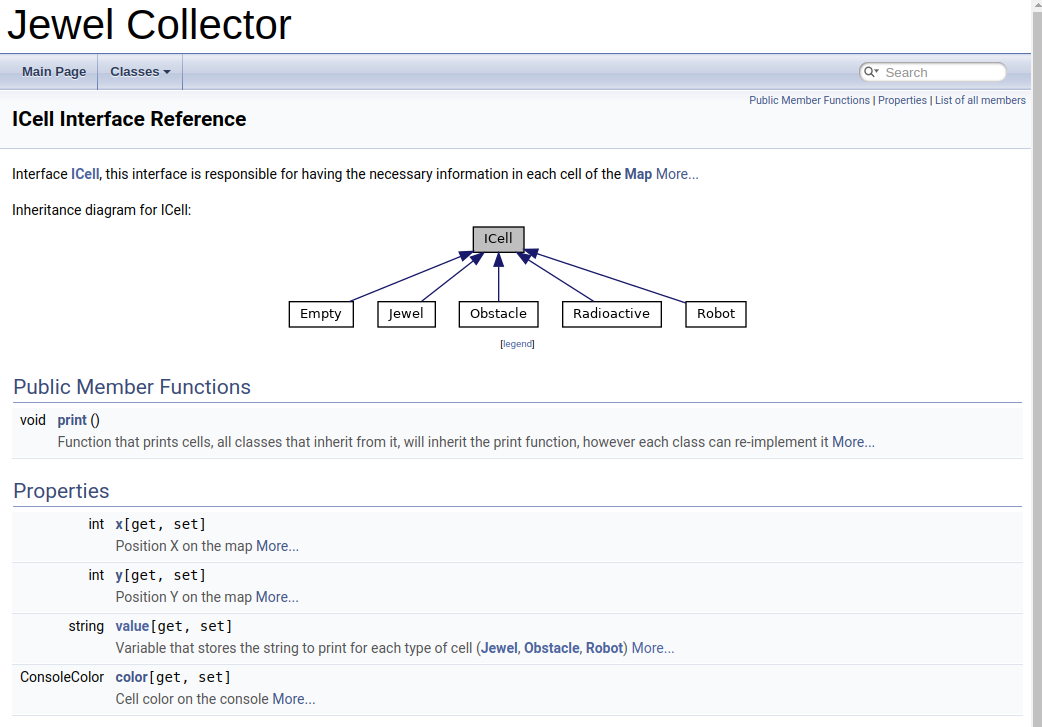 Jewel Collector
Main Page Classes Search
Public Member Functions | Properties | List of all members
ICell Interface Reference
Interface ICell, this interface is responsible for having the necessary information in each cell of the Map More...
Inheritance diagram for ICell:
ICell
Empty Jewel Obstacle Radioactive Robot
[legend]
Public Member Functions
void print ()
Function that prints cells, all classes that inherit from it, will inherit the print function, however each class can re-implement it More...
Properties
int x[get, set]
Position X on the map More...
int y[get, set]
Position Y on the map More...
string value[get, set]
Variable that stores the string to print for each type of cell (Jewel, Obstacle, Robot) More...
ConsoleColor color[get, set]
Cell color on the console More...